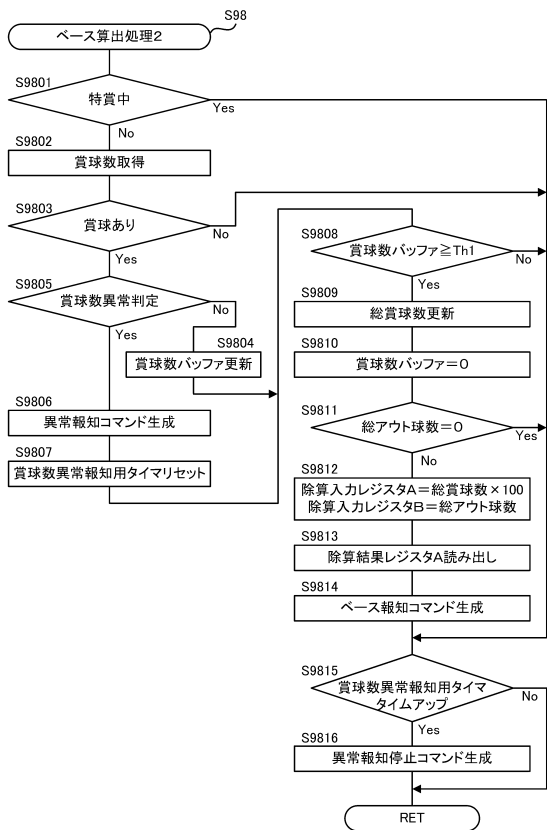 S98
ベース算出処理2
S9801
特賞中
Yes
No
S9802
賞球数取得
S9803
賞球あり
No
Yes
S9805
賞球数異常判定
No
Yes
S9804
賞球数バッファ更新
S9806
異常報知コマンド生成
S9807
賞球数異常報知用タイマリセット
S9808
賞球数バッファ≧Th1
No
Yes
S9809
総賞球数更新
S9810
賞球数バッファ=0
S9811
総アウト球数=0
Yes
No
S9812
除算入力レジスタA=総賞球数×100
除算入力レジスタB=総アウト球数
S9813
除算結果レジスタA読み出し
S9814
ベース報知コマンド生成
S9815
賞球数異常報知用タイマ
タイムアップ
No
Yes
S9816
異常報知停止コマンド生成
RET